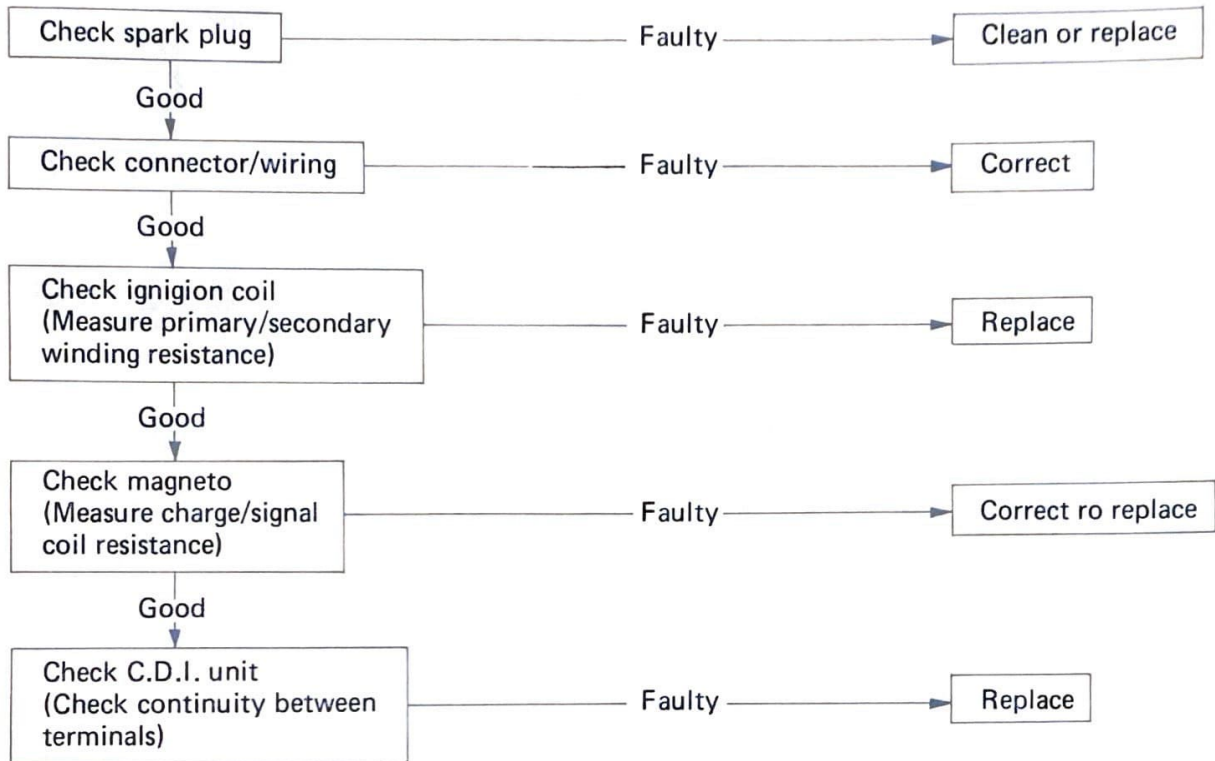 Check spark plug
Faulty
Clean or replace
Good
Check connector/wiring
Faulty
Correct
Good
Check ignigion coil
(Measure primary/secondary
winding resistance)
Faulty
Replace
Good
Check magneto
(Measure charge/signal
coil resistance)
Faulty
Correct ro replace
Good
Check C.D.I. unit
(Check continuity between
terminals)
Faulty
Replace